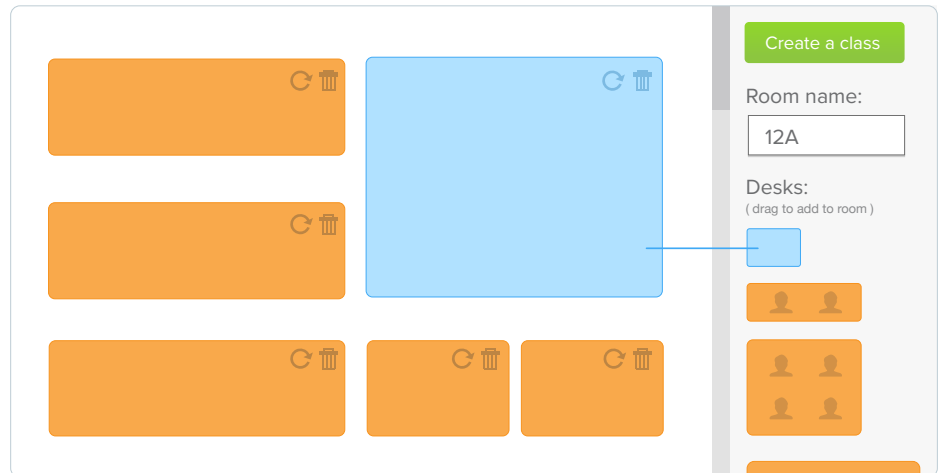 Create a class
Room name:
12A
Desks:
( drag to add to room )